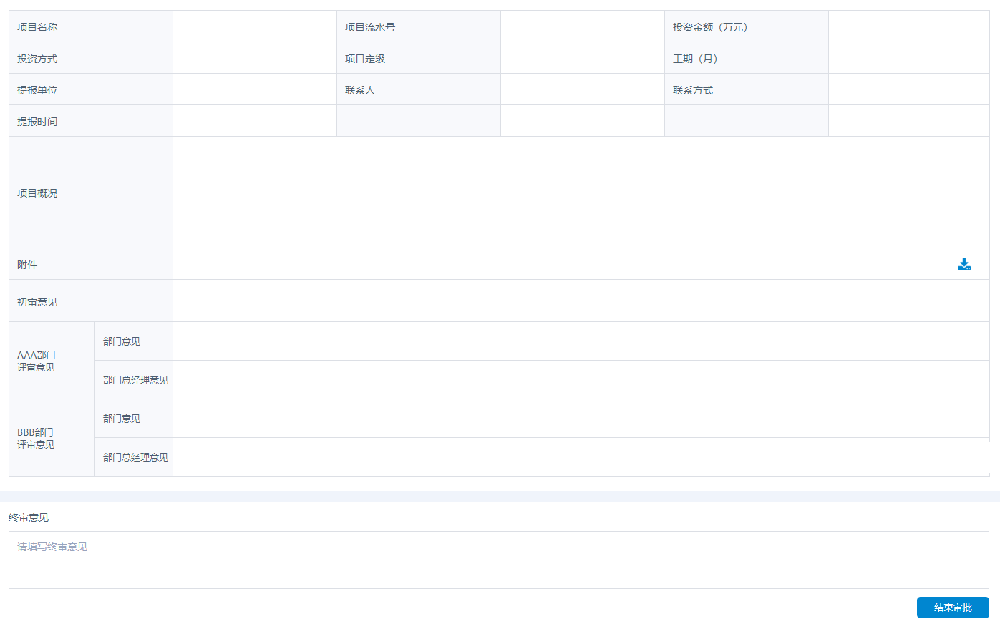 项目名称 项目流水号 投资金额（万元）
投资方式 项目定级 工期（月）
提报单位 联系人 联系方式
提报时间
项目概况
附件
初审意见
AAA部门
评审意见
部门意见
部门总经理意见
BBB部门
评审意见
部门意见
部门总经理意见
终审意见
请填写终审意见
结束审批